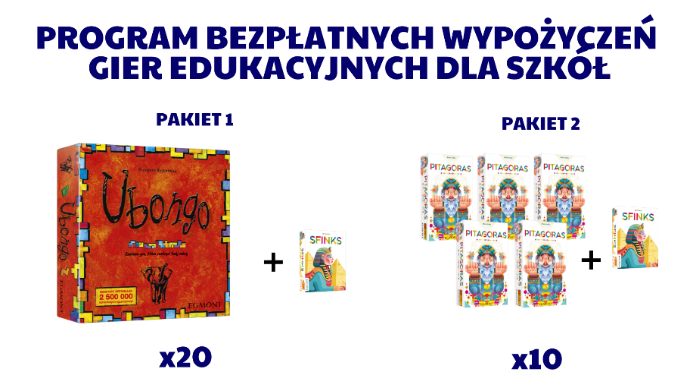 PROGRAM BEZPŁATNYCH WYPOŻYCZEŃ
GIER EDUKACYJNYCH DLA SZKÓŁ
PAKIET 1
PAKIET 2
Ubongo
2 500 000
EGMONT
Ubongo
+
SFINKS
PITAGORAS
PITAGORAS
PITAGORAS
PITAGORAS
PITAGORAS
+
SFINKS
x20
x10